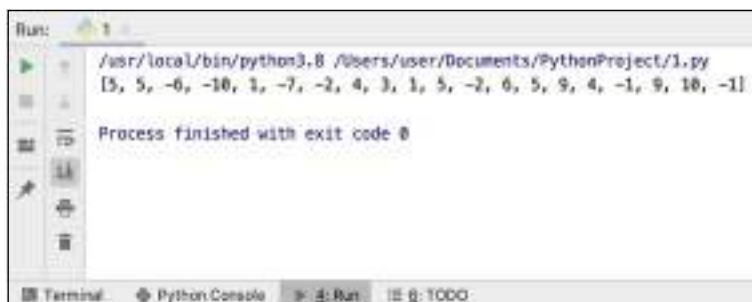 Run: 1
/usr/local/bin/python3.8 /Users/user/Documents/PythonProject/1.py
[5, 5, -6, -10, 1, -7, -2, 4, 3, 1, 5, -2, 6, 5, 9, 4, -1, 9, 10, -1]
Process finished with exit code 0
Terminal Python Console 4: Run 6: TODO